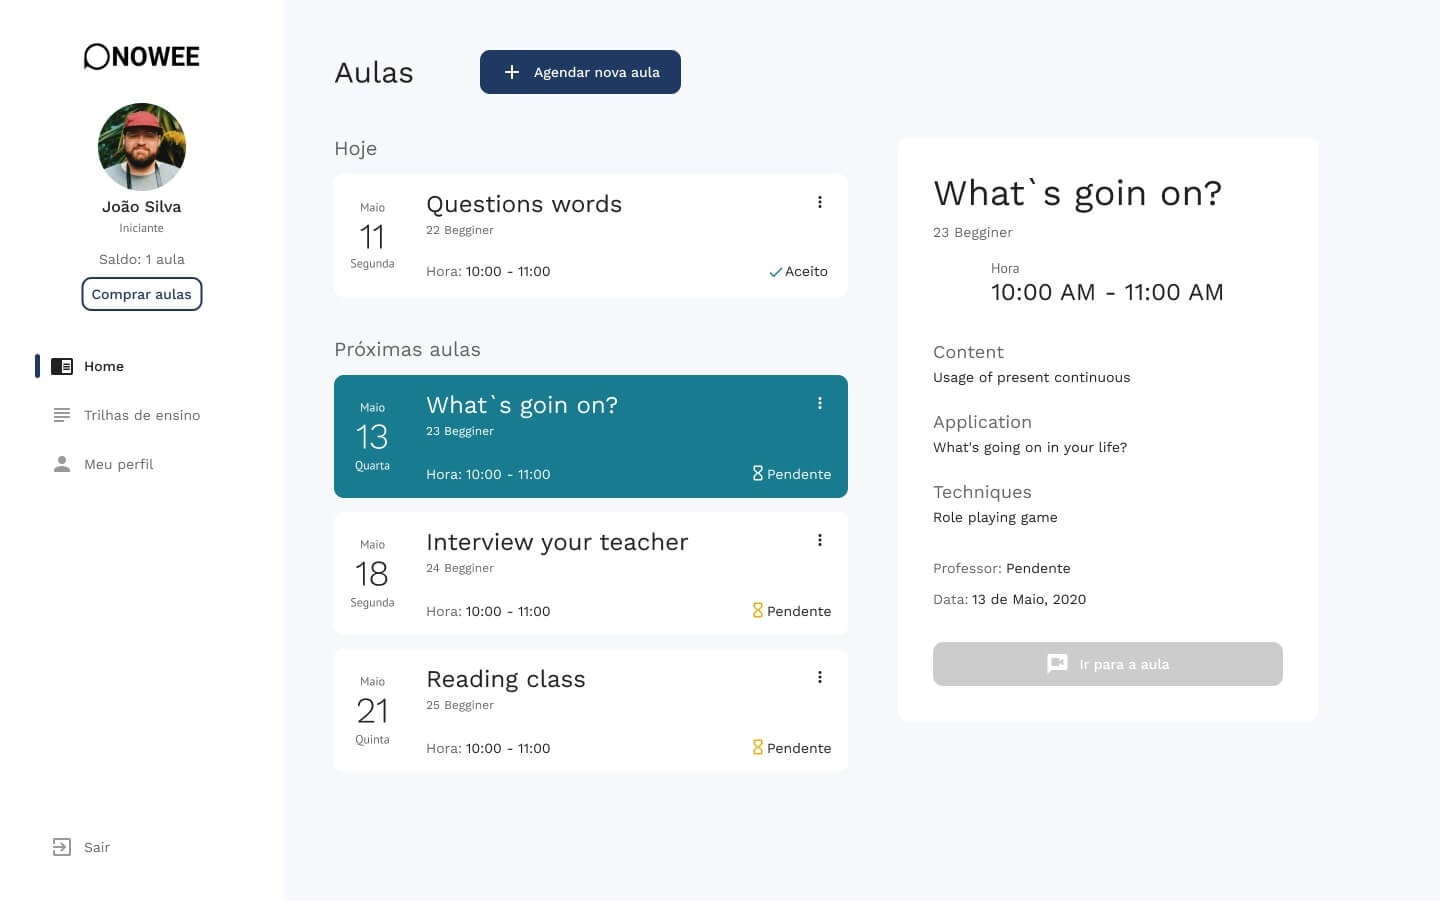 NOWEE
João Silva
Iniciante
Saldo: 1 aula
Comprar aulas
Home
Trilhas de ensino
Meu perfil
Sair
Aulas
Agendar nova aula
Hoje
Maio
11
Segunda
Questions words
22 Begginer
Hora: 10:00 - 11:00
Aceito
Próximas aulas
Maio
13
Quarta
What`s goin on?
23 Begginer
Hora: 10:00 - 11:00
Pendente
Maio
18
Segunda
Interview your teacher
24 Begginer
Hora: 10:00 - 11:00
Pendente
Maio
21
Quinta
Reading class
25 Begginer
Hora: 10:00 - 11:00
Pendente
What`s goin on?
23 Begginer
Hora
10:00 AM - 11:00 AM
Content
Usage of present continuous
Application
What's going on in your life?
Techniques
Role playing game
Professor: Pendente
Data: 13 de Maio, 2020
Ir para a aula